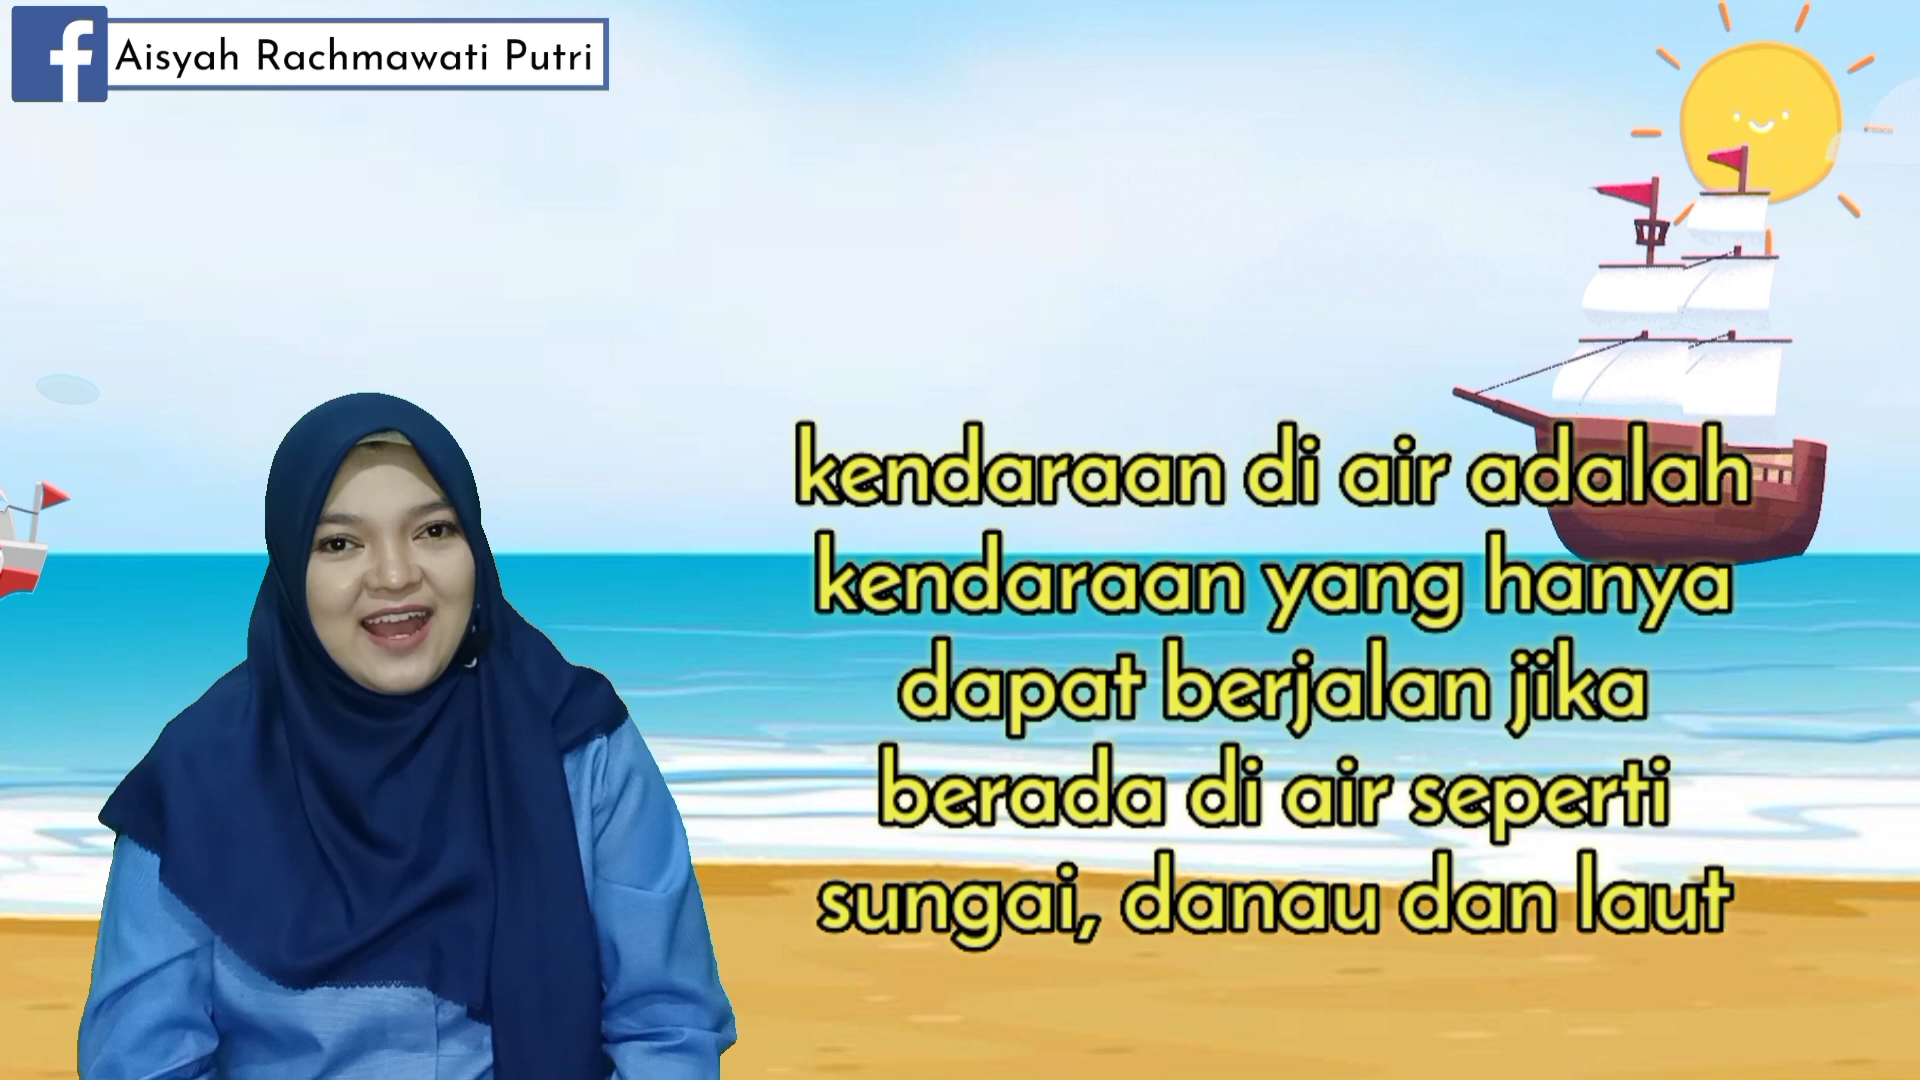 Aisyah Rachmawati Putri
kendaraan di air adalah
kendaraan yang hanya
dapat berjalan jika
berada di air seperti
sungai, danau dan laut